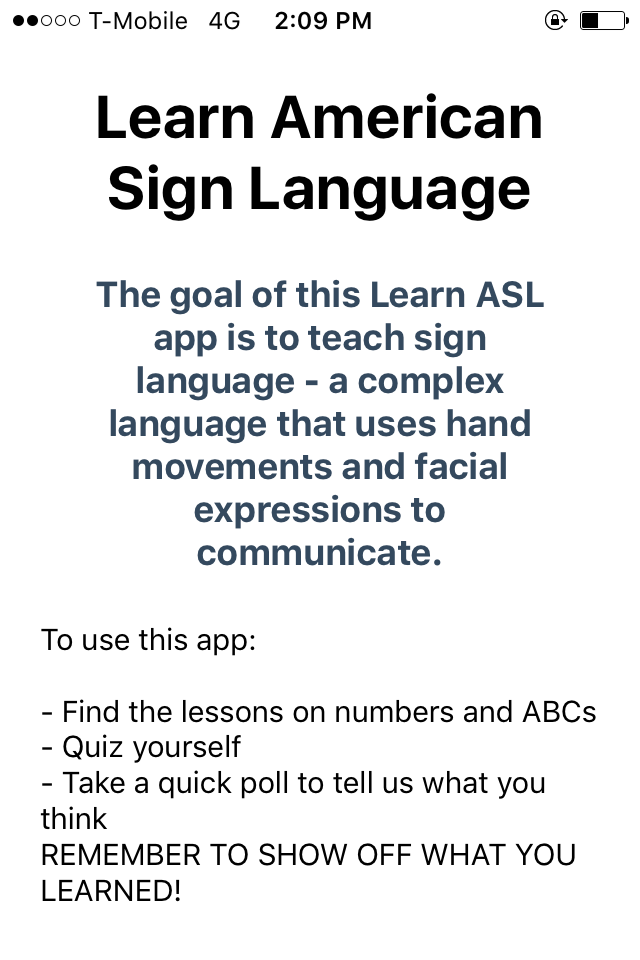 T-Mobile 4G 2:09 PM
Learn American
Sign Language
The goal of this Learn ASL
app is to teach sign
language - a complex
language that uses hand
movements and facial
expressions to
communicate.
To use this app:
- Find the lessons on numbers and ABCs
- Quiz yourself
- Take a quick poll to tell us what you
think
REMEMBER TO SHOW OFF WHAT YOU
LEARNED!